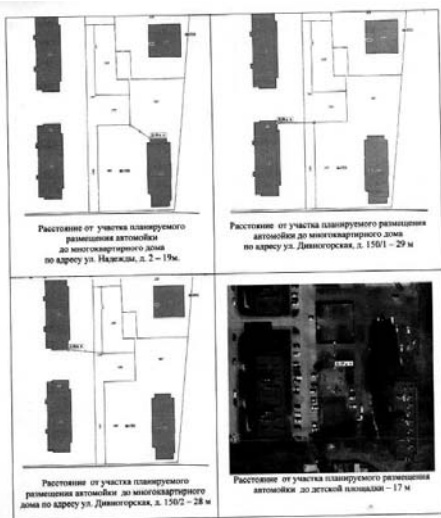 Расстояние от участка планируемого
размещения автомойки
до многоквартирного дома
по адресу ул. Надежды, д. 2 – 19м.
Расстояние от участка планируемого размещения
автомойки до многоквартирного дома
по адресу ул. Дивногорская, д. 150/1 – 29 м
Расстояние от участка планируемого
размещения автомойки до многоквартирного
дома по адресу ул. Дивногорская, д. 150/2 – 28 м
Расстояние от участка планируемого размещения
автомойки до детской площадки – 17 м